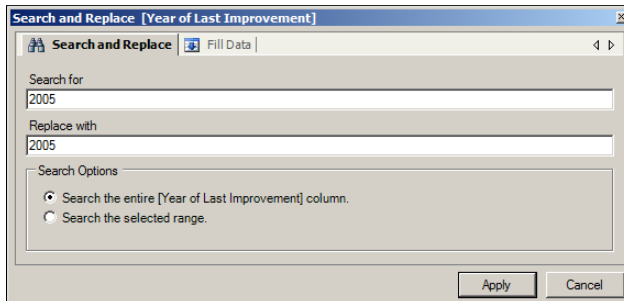 Search and Replace [Year of Last Improvement]
Search and Replace
Fill Data
Search for
2005
Replace with
2005
Search Options
Search the entire [Year of Last Improvement] column.
Search the selected range.
Apply
Cancel